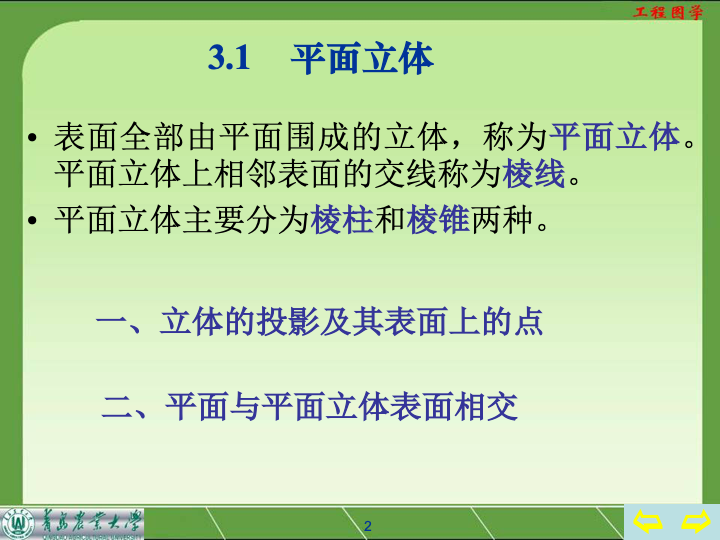 工程图学
3.1 平面立体
• 表面全部由平面围成的立体，称为平面立体。
平面立体上相邻表面的交线称为棱线。
• 平面立体主要分为棱柱和棱锥两种。
一、立体的投影及其表面上的点
二、平面与平面立体表面相交
青岛农业大学
QINGDAO AGRICULTURAL UNIVERSITY
2